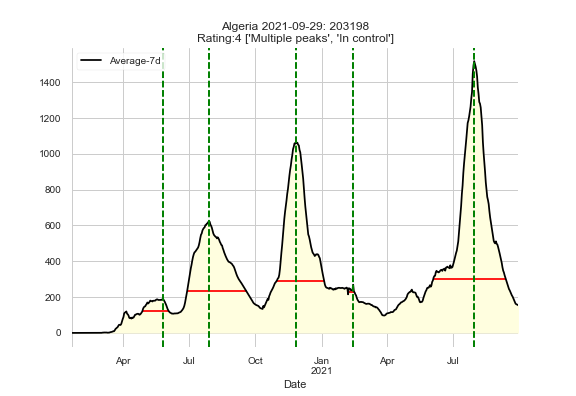 Algeria 2021-09-29: 203198
Rating:4 ['Multiple peaks', 'In control']
Average-7d
1400
1200
1000
800
600
400
200
0
Apr Jul Oct Jan Apr Jul
2021
Date